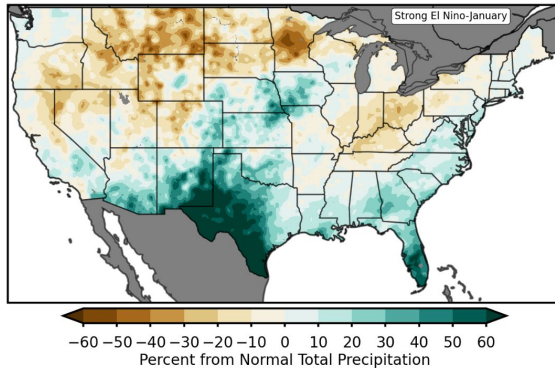 Strong El Nino-January
−60 −50 −40 −30 −20 −10 0 10 20 30 40 50 60
Percent from Normal Total Precipitation